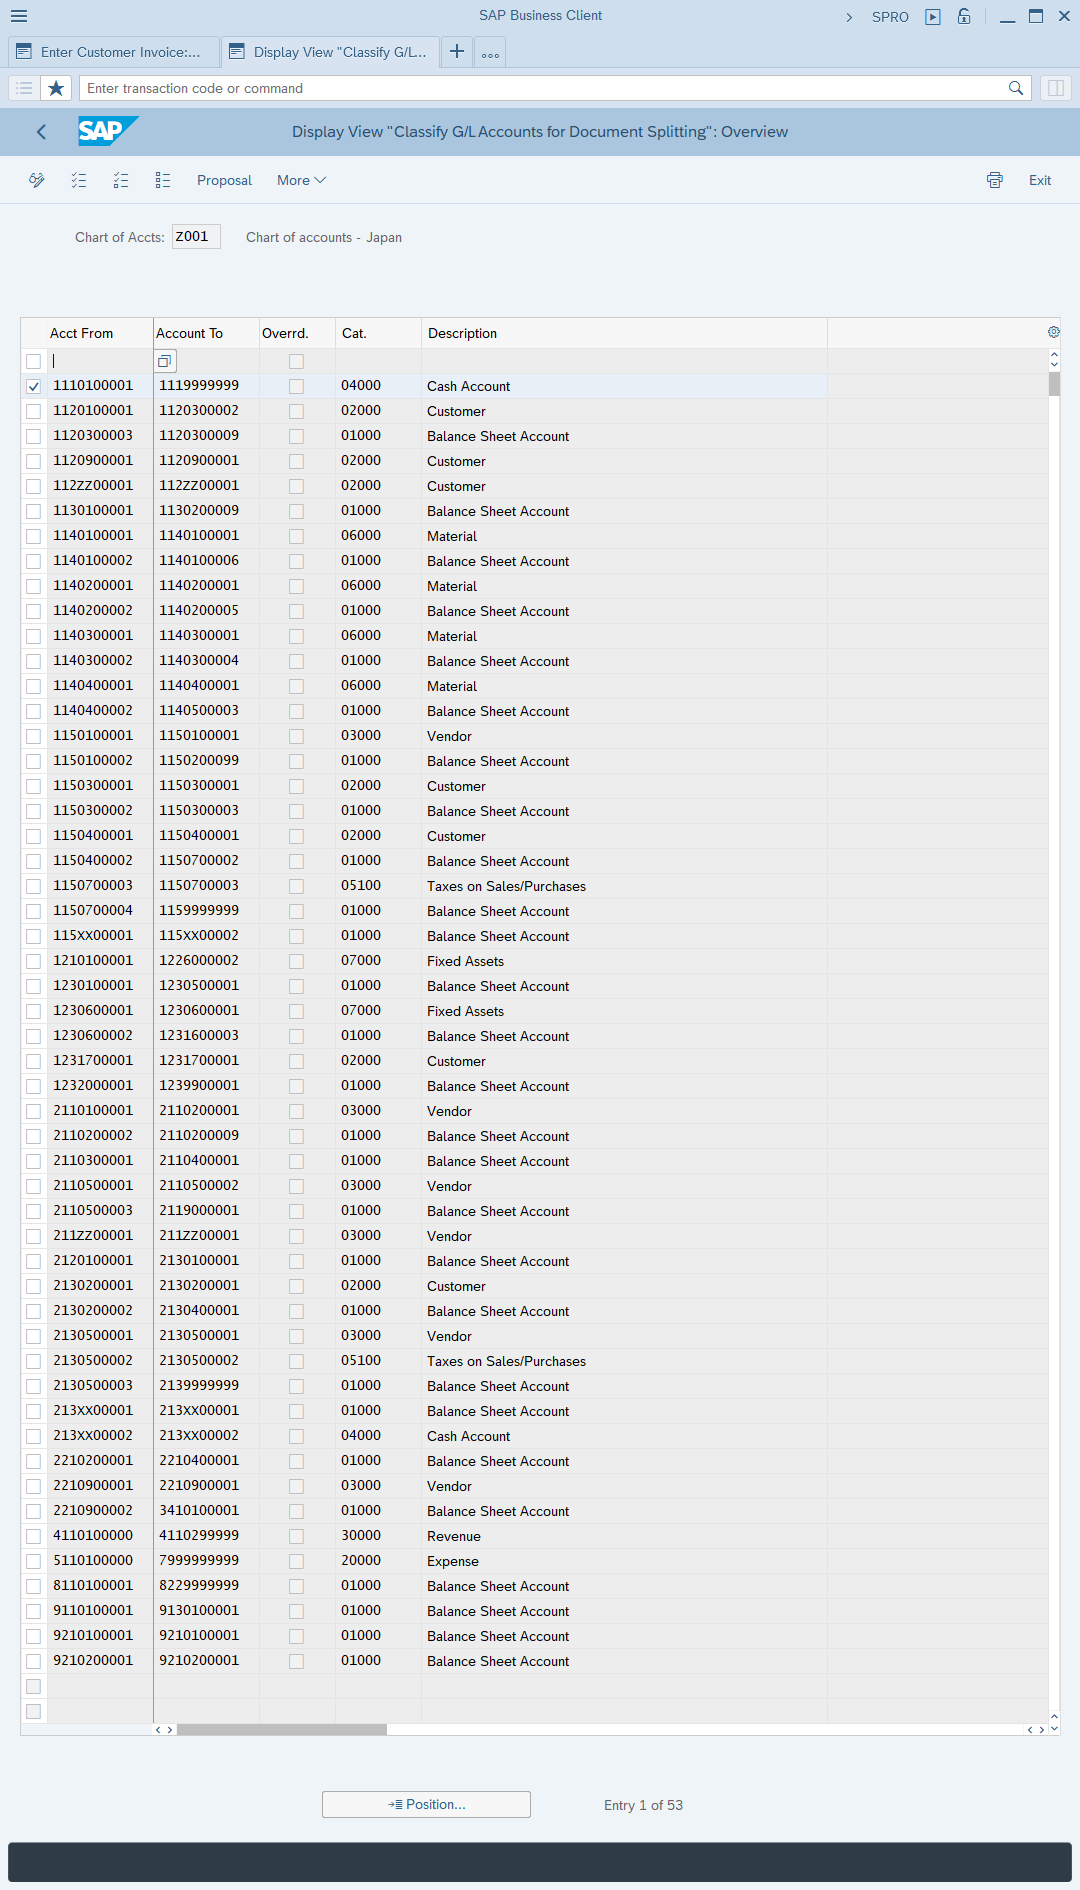 SAP Business Client
SPRO
Enter Customer Invoice:...
Display View "Classify G/L...
Enter transaction code or command
SAP
Display View "Classify G/L Accounts for Document Splitting": Overview
Proposal More Exit
Chart of Accts: Z001 Chart of accounts - Japan
Acct From Account To Overrd. Cat. Description
1110100001 1119999999 04000 Cash Account
1120100001 1120300002 02000 Customer
1120300003 1120300009 01000 Balance Sheet Account
1120900001 1120900001 02000 Customer
112ZZ00001 112ZZ00001 02000 Customer
1130100001 1130200009 01000 Balance Sheet Account
1140100001 1140100001 06000 Material
1140100002 1140100006 01000 Balance Sheet Account
1140200001 1140200001 06000 Material
1140200002 1140200005 01000 Balance Sheet Account
1140300001 1140300001 06000 Material
1140300002 1140300004 01000 Balance Sheet Account
1140400001 1140400001 06000 Material
1140400002 1140500003 01000 Balance Sheet Account
1150100001 1150100001 03000 Vendor
1150100002 1150200099 01000 Balance Sheet Account
1150300001 1150300001 02000 Customer
1150300002 1150300003 01000 Balance Sheet Account
1150400001 1150400001 02000 Customer
1150400002 1150700002 01000 Balance Sheet Account
1150700003 1150700003 05100 Taxes on Sales/Purchases
1150700004 1159999999 01000 Balance Sheet Account
115XX00001 115XX00002 01000 Balance Sheet Account
1210100001 1226000002 07000 Fixed Assets
1230100001 1230500001 01000 Balance Sheet Account
1230600001 1230600001 07000 Fixed Assets
1230600002 1231600003 01000 Balance Sheet Account
1231700001 1231700001 02000 Customer
1232000001 1239900001 01000 Balance Sheet Account
2110100001 2110200001 03000 Vendor
2110200002 2110200009 01000 Balance Sheet Account
2110300001 2110400001 01000 Balance Sheet Account
2110500001 2110500002 03000 Vendor
2110500003 2119000001 01000 Balance Sheet Account
211ZZ00001 211ZZ00001 03000 Vendor
2120100001 2130100001 01000 Balance Sheet Account
2130200001 2130200001 02000 Customer
2130200002 2130400001 01000 Balance Sheet Account
2130500001 2130500001 03000 Vendor
2130500002 2130500002 05100 Taxes on Sales/Purchases
2130500003 2139999999 01000 Balance Sheet Account
213XX00001 213XX00001 01000 Balance Sheet Account
213XX00002 213XX00002 04000 Cash Account
2210200001 2210400001 01000 Balance Sheet Account
2210900001 2210900001 03000 Vendor
2210900002 3410100001 01000 Balance Sheet Account
4110100000 4110299999 30000 Revenue
5110100000 7999999999 20000 Expense
8110100001 8229999999 01000 Balance Sheet Account
9110100001 9130100001 01000 Balance Sheet Account
9210100001 9210100001 01000 Balance Sheet Account
9210200001 9210200001 01000 Balance Sheet Account
Position... Entry 1 of 53